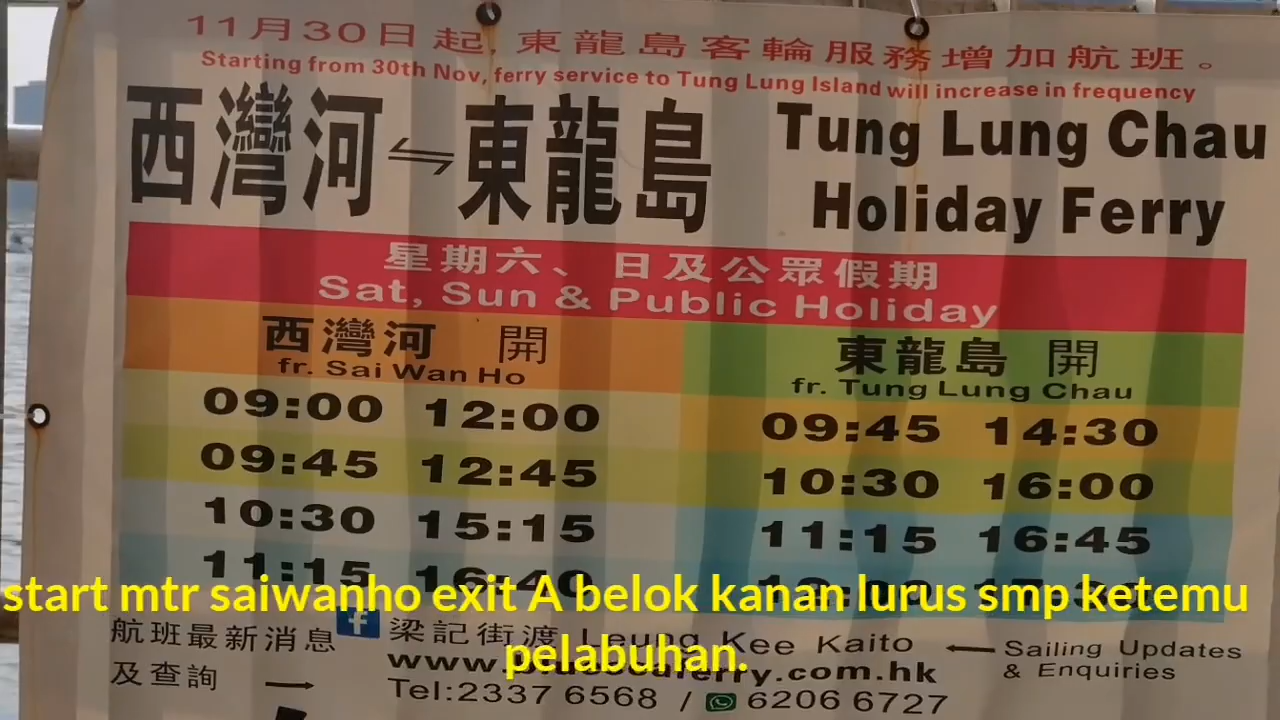 11月30日起, 東龍島客輪服務增加航班。
Starting from 30th Nov, ferry service to Tung Lung Island will increase in frequency
西灣河⇋東龍島
Tung Lung Chau
Holiday Ferry
星期六、日及公眾假期
Sat, Sun & Public Holiday
西灣河 開
fr. Sai Wan Ho
東龍島 開
fr. Tung Lung Chau
09:00 12:00
09:45 14:30
09:45 12:45
10:30 16:00
10:30 15:15
11:15 16:45
11:15 16:40
start mtr saiwanho exit A belok kanan lurus smp ketemu
pelabuhan.
航班最新消息
及查詢
梁記街渡 Leung Kee Kaito
Tel:2337 6568 / 6206 6727
Sailing Updates
& Enquiries